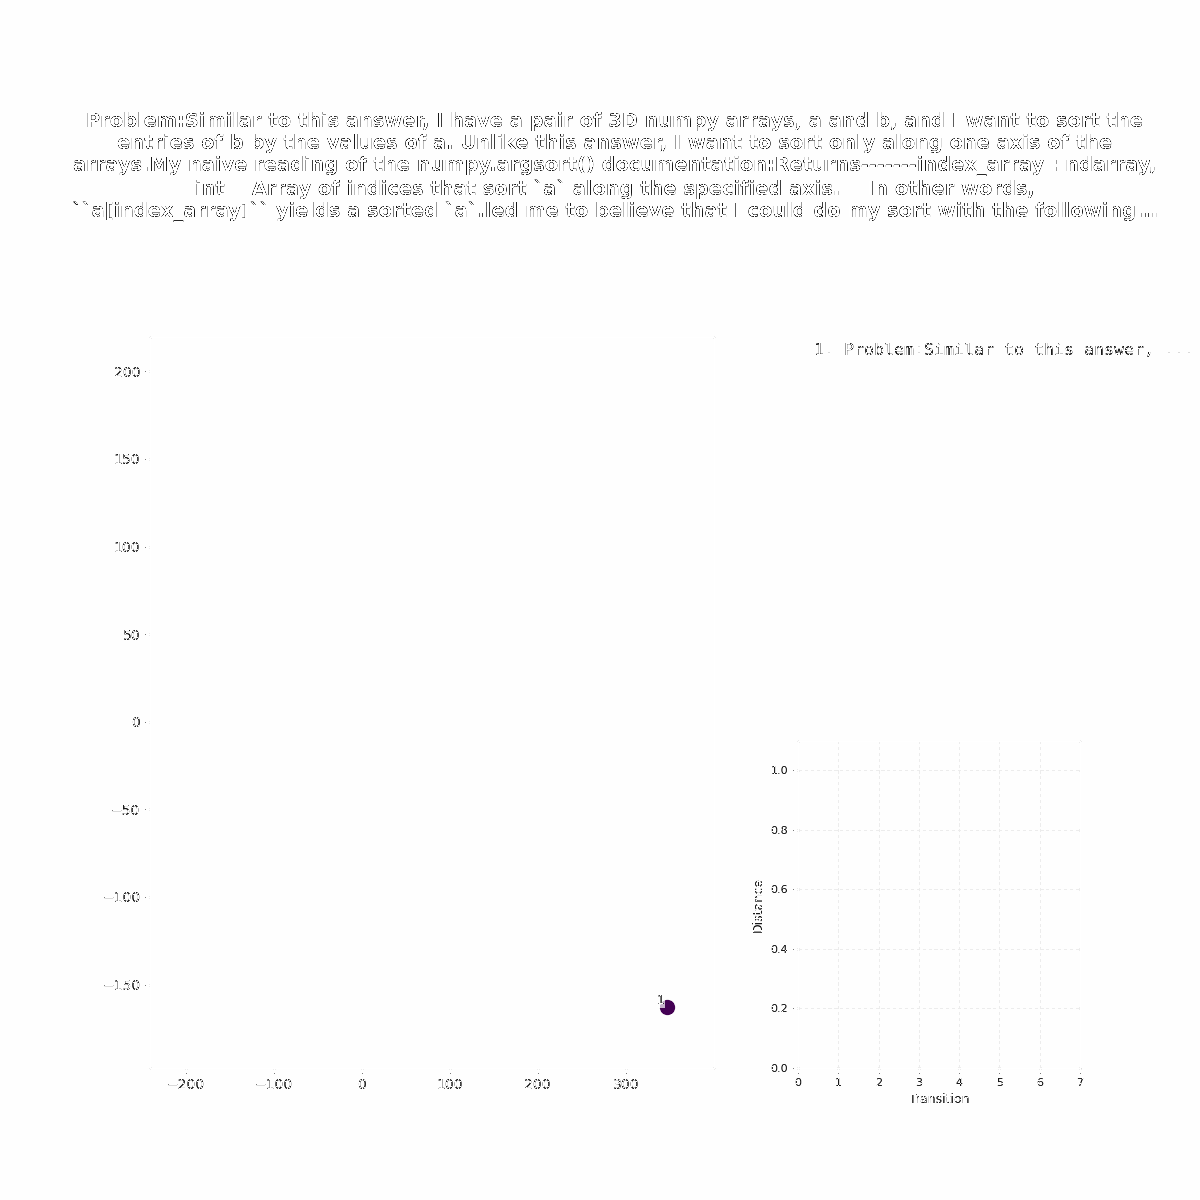 Problem:Similar to this answer, I have a pair of 3D numpy arrays, a and b, and I want to sort the
entries of b by the values of a. Unlike this answer, I want to sort only along one axis of the
arrays.My naive reading of the numpy.argsort() documentation:Returns-------index_array : ndarray,
int    Array of indices that sort `a` along the specified axis.    In other words,
``a[index_array]`` yields a sorted `a`.led me to believe that I could do my sort with the following...
1. Problem:Similar to this answer, ...
200
150
100
50
0
−50
−100
−150
−200 −100 0 100 200 300
1
1.0
0.8
0.6
0.4
0.2
0.0
Distance
0 1 2 3 4 5 6 7
Transition